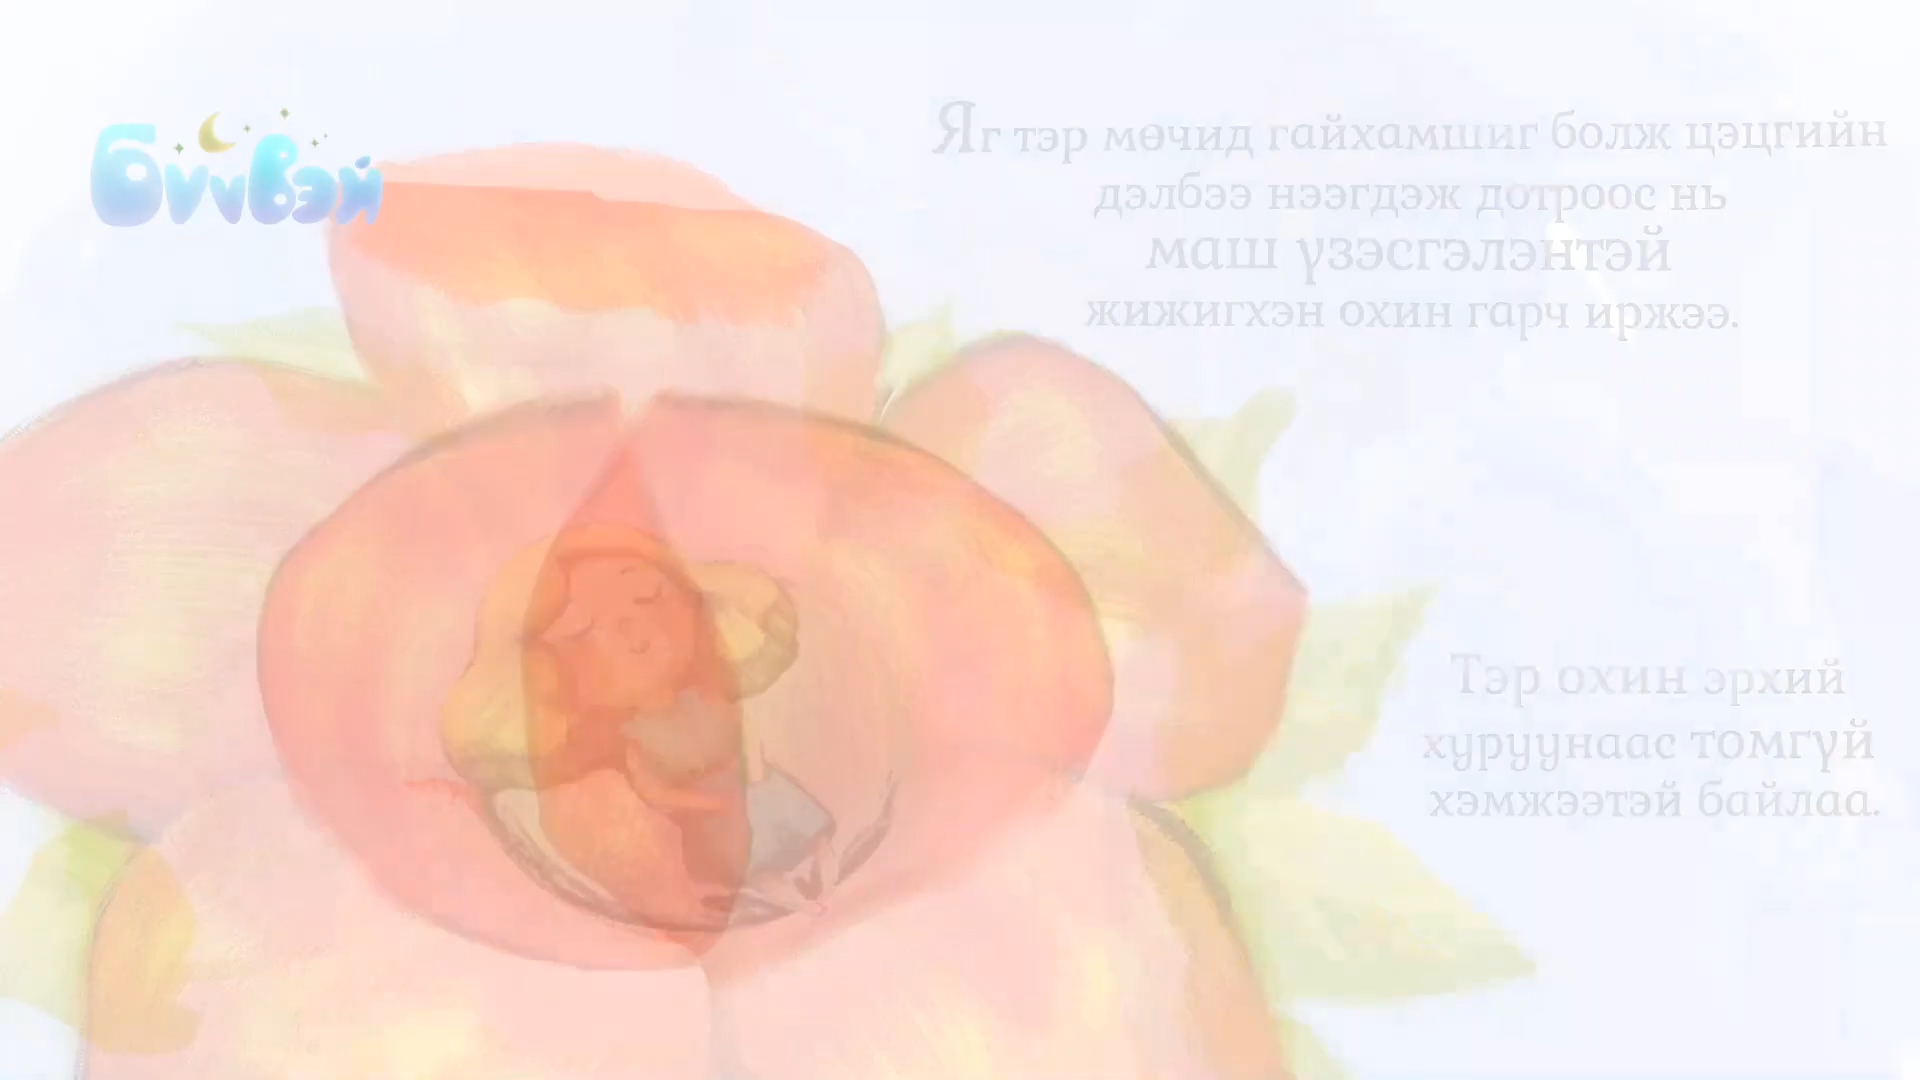 Бүүвэй
Яг тэр мөчид гайхамшиг болж цэцгийн
дэлбээ нээгдэж дотроос нь
маш үзэсгэлэнтэй
жижигхэн охин гарч иржээ.
Тэр охин эрхий
хуруунаас томгүй
хэмжээтэй байлаа.